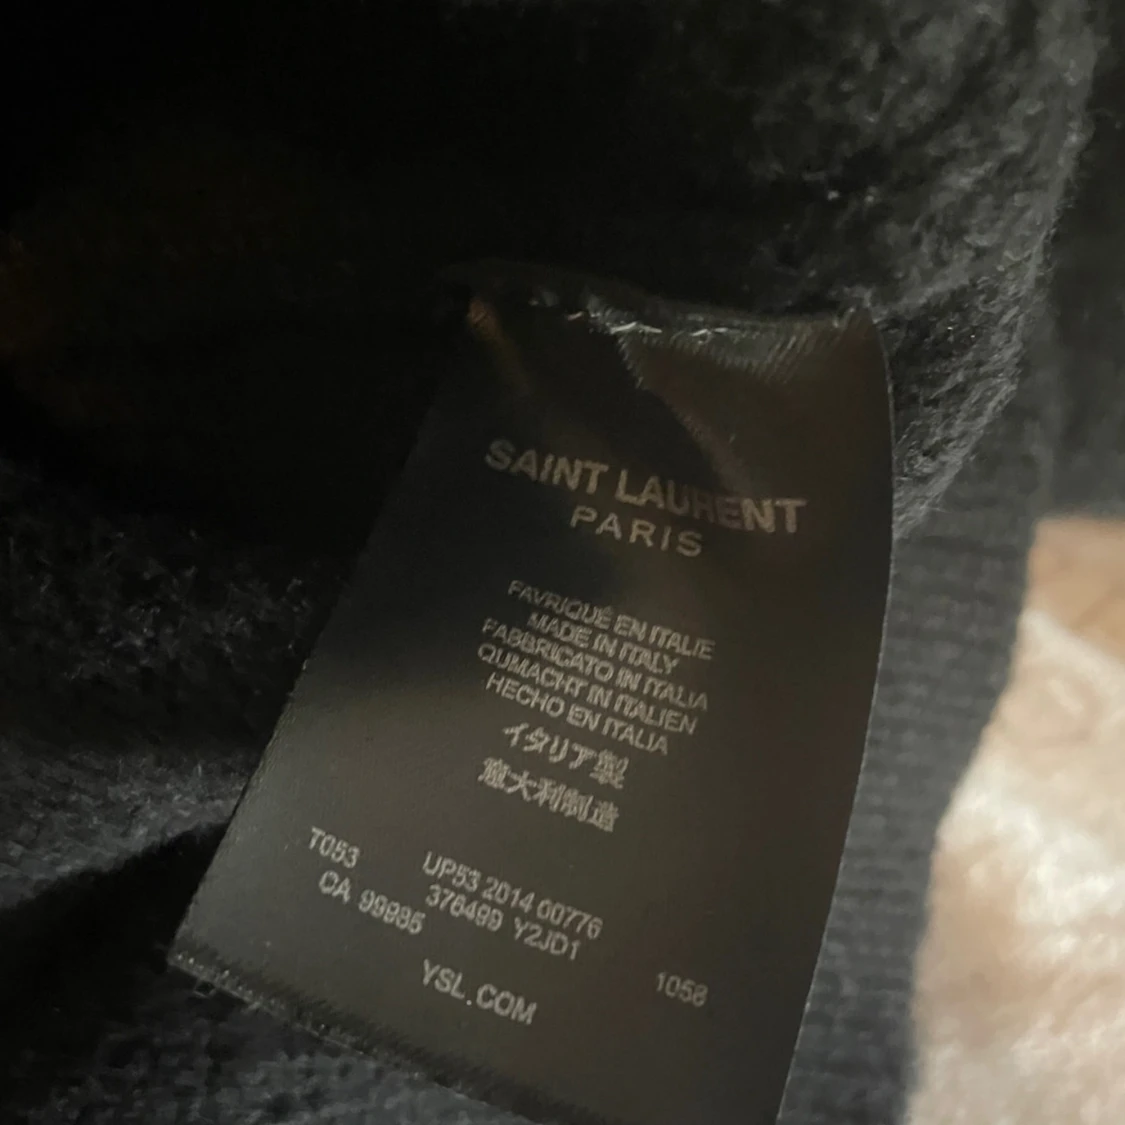 SAINT LAURENT
PARIS
FAVRIQUÉ EN ITALIE
MADE IN ITALY
FABBRICATO IN ITALIA
QUMACHT IN ITALIEN
HECHO EN ITALIA
イタリア製
意大利制造
T053 UP53 2014 00776
CA 99985 376499 Y2JD1
1058
YSL.COM